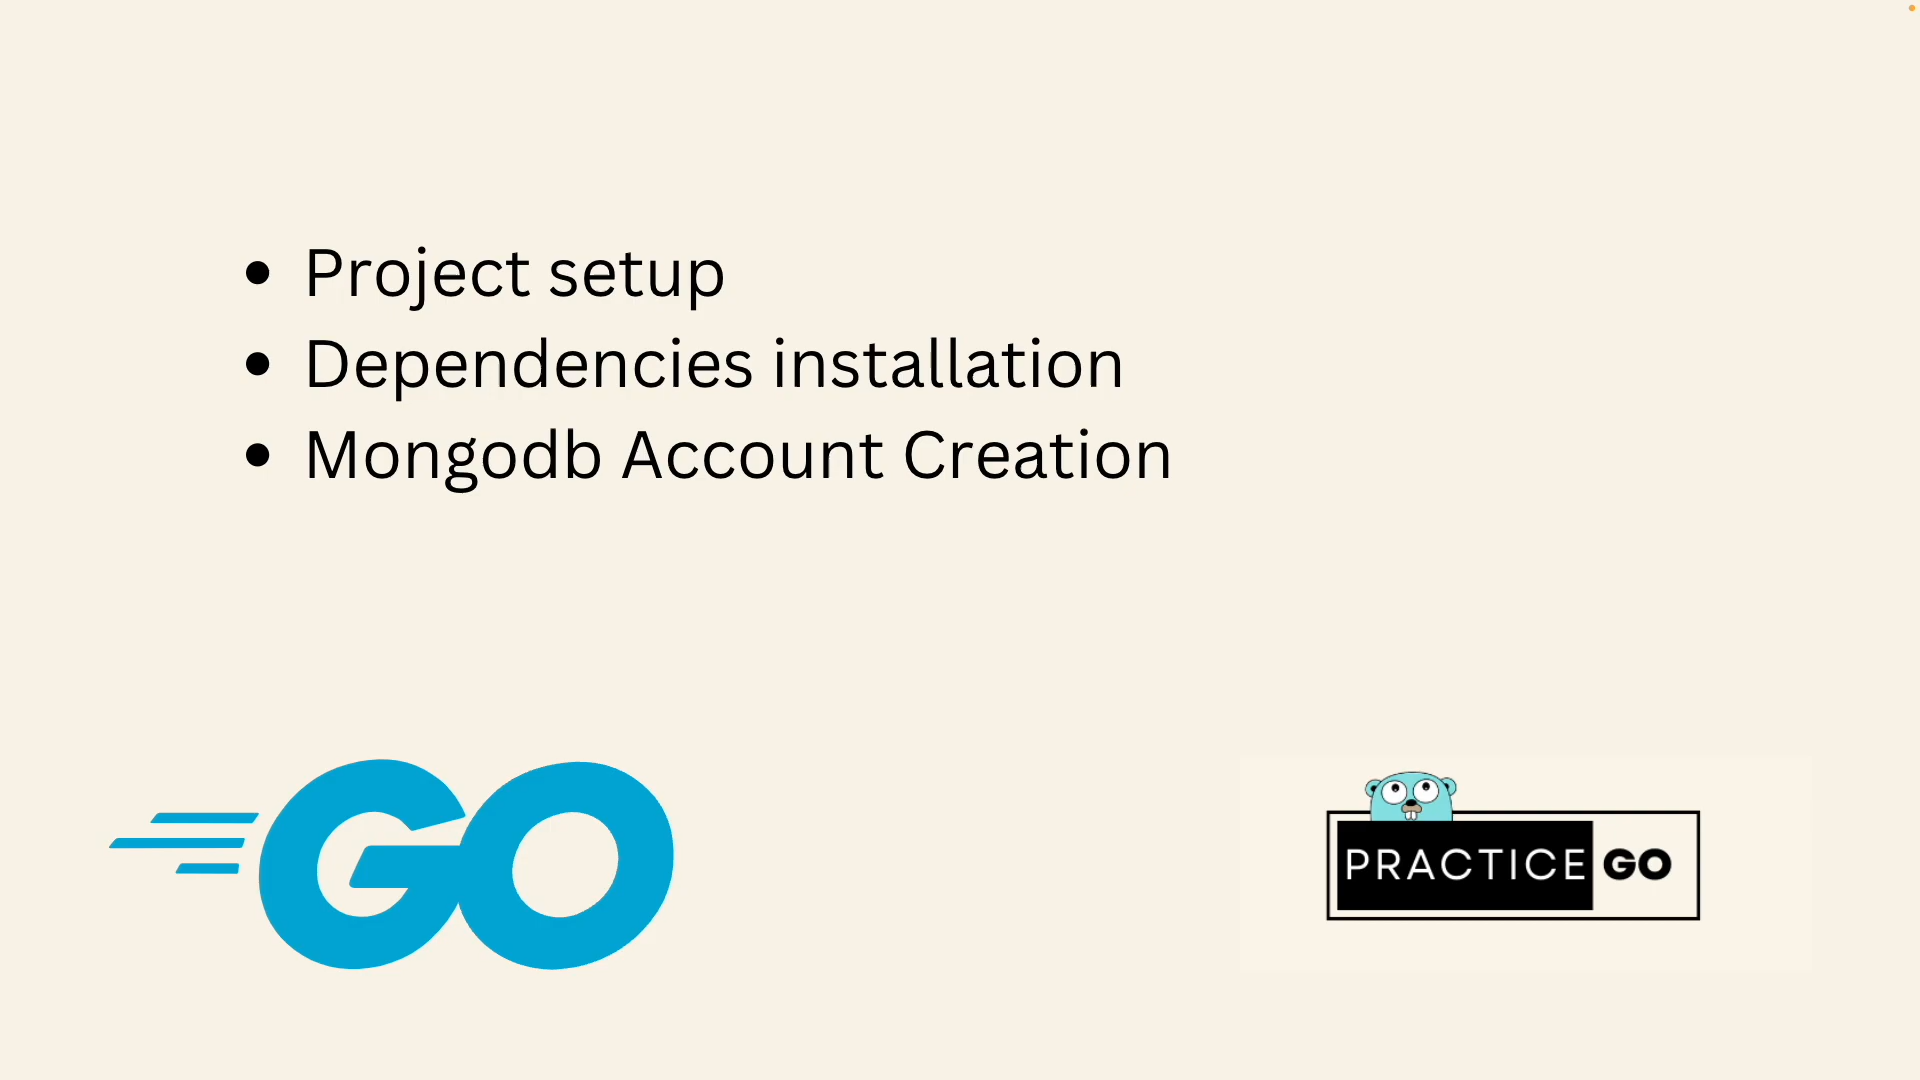 • Project setup
• Dependencies installation
• Mongodb Account Creation
GO
PRACTICE GO